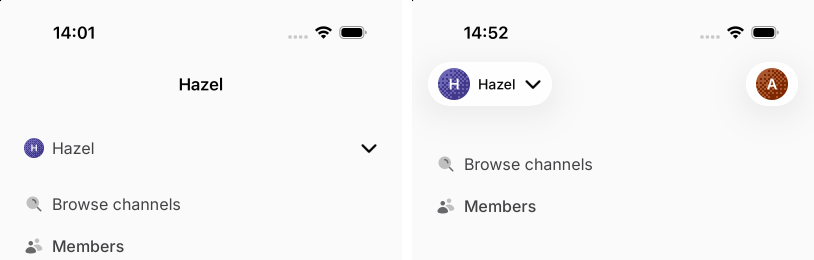 14:01
Hazel
H Hazel
Browse channels
Members
14:52
H Hazel
A
Browse channels
Members